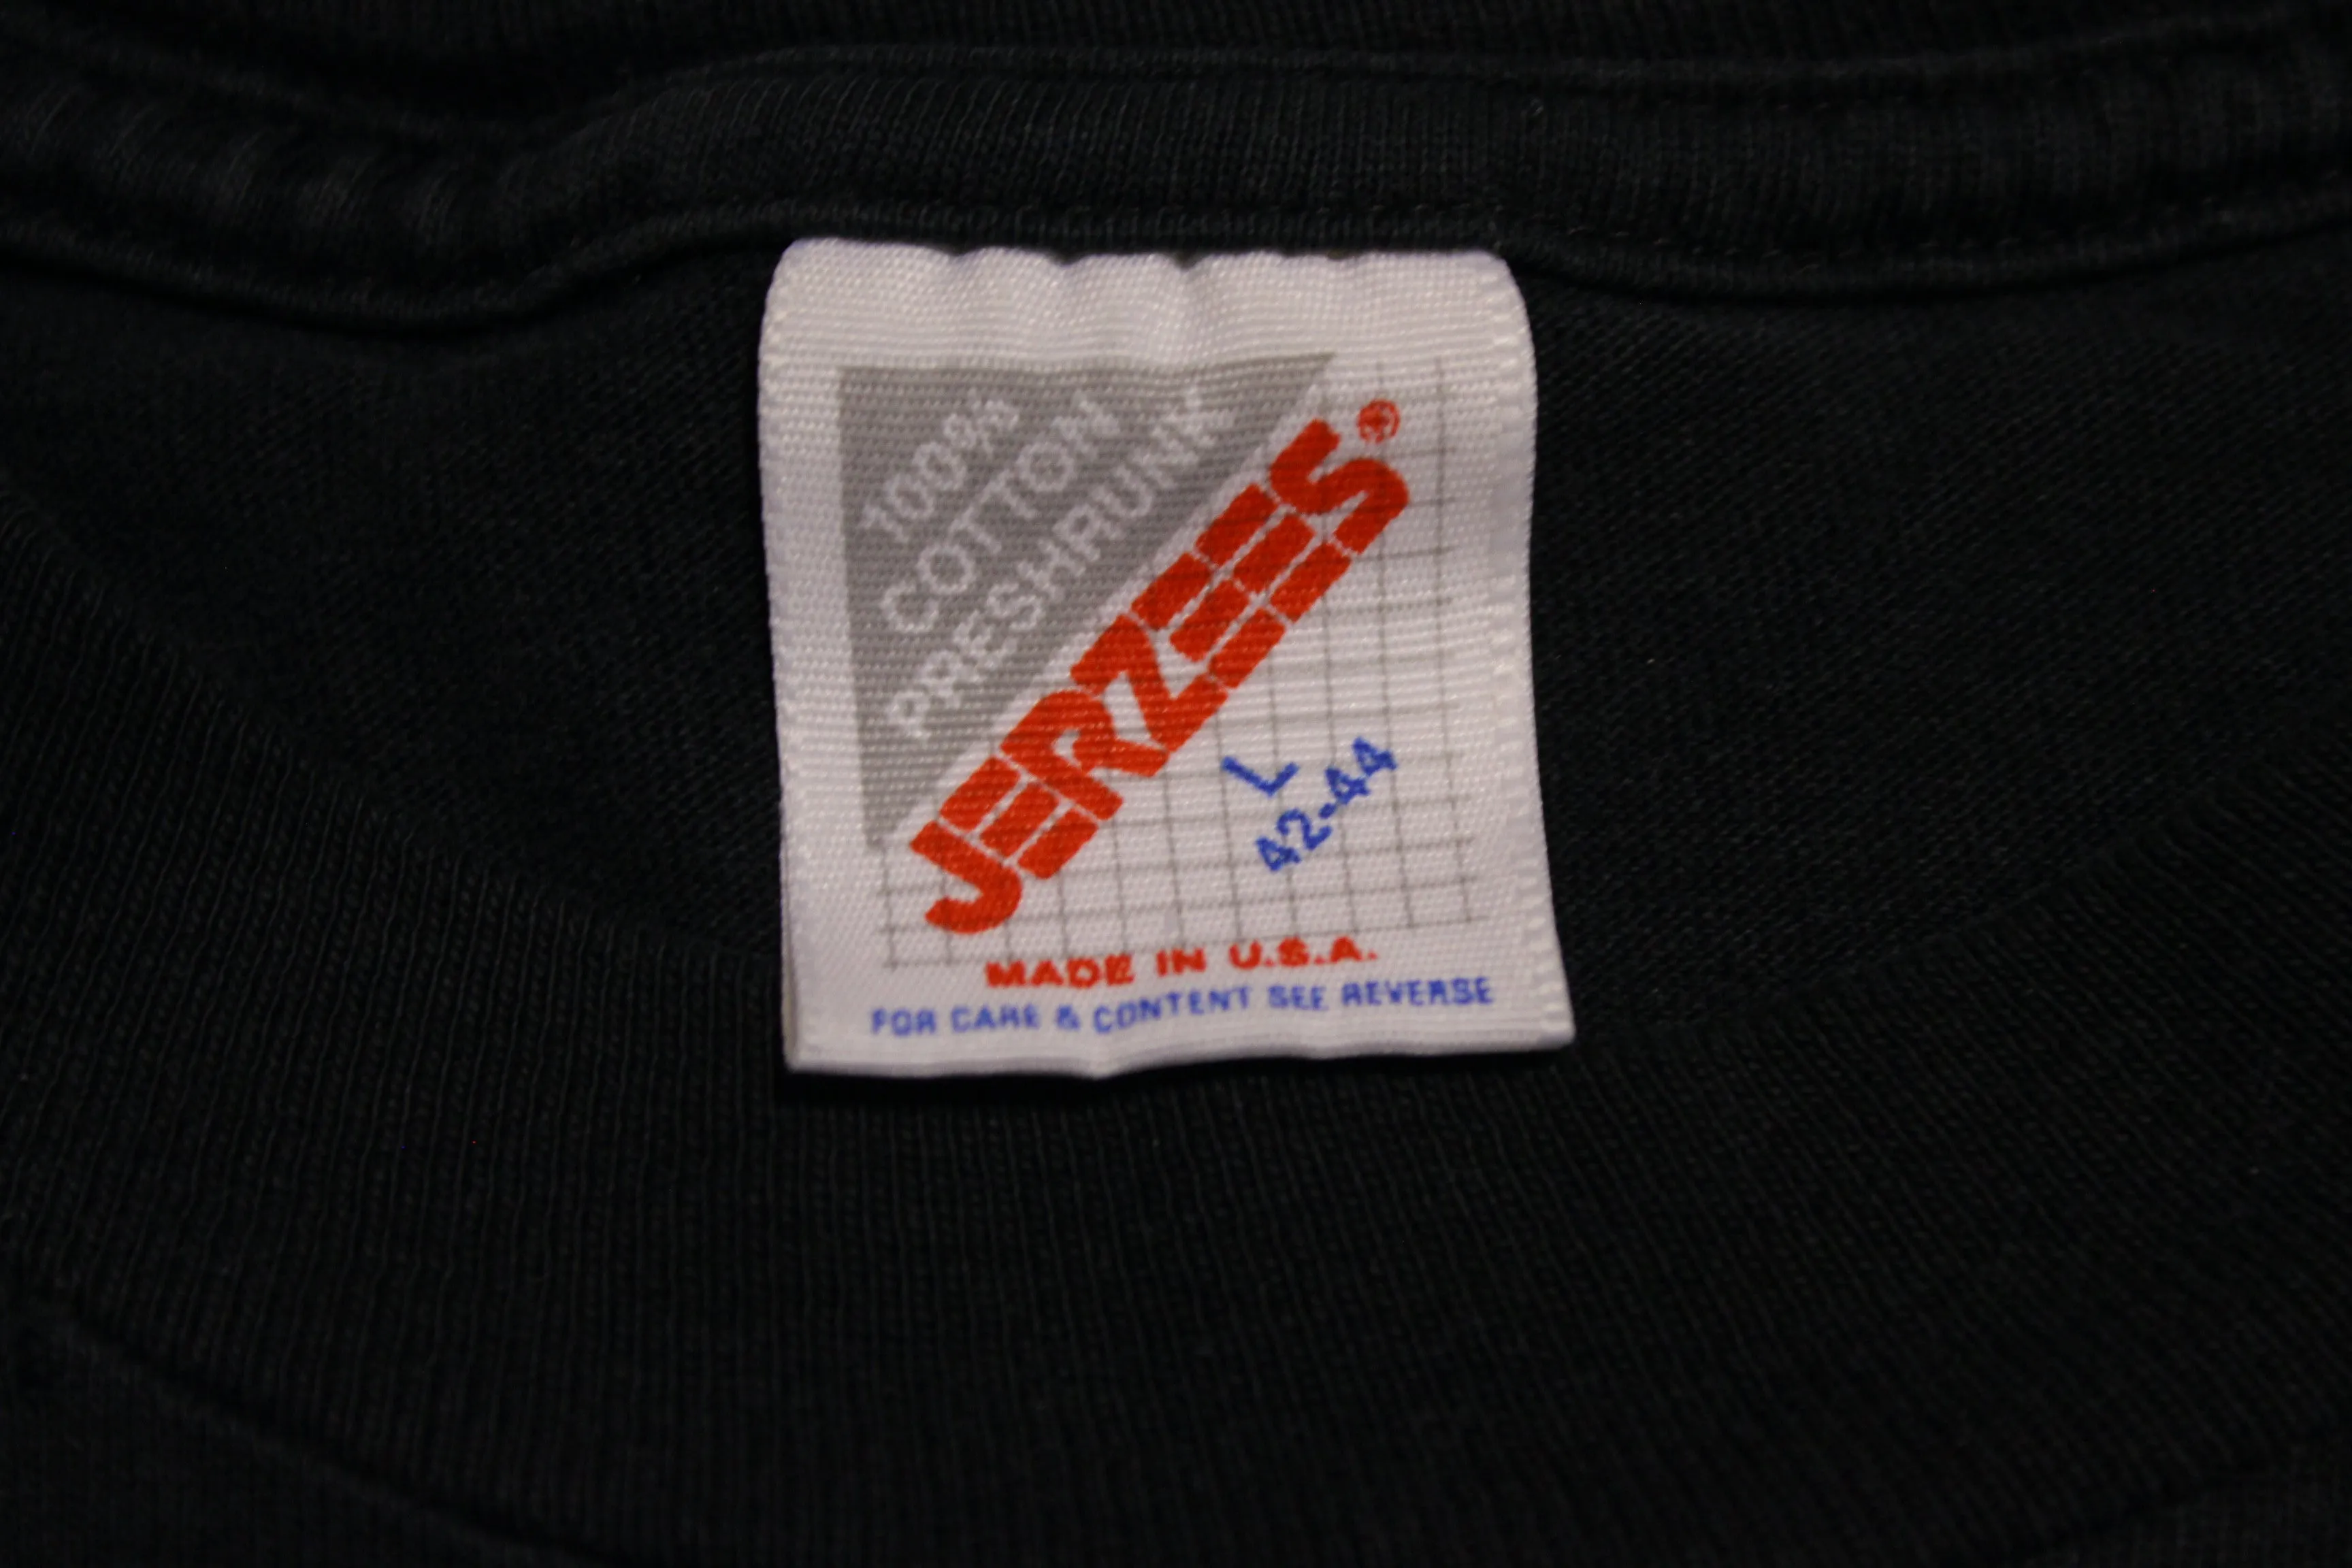 100%
COTTON
PRESHRUNK
JERZEES®
L
42-44
MADE IN U.S.A.
FOR CARE & CONTENT SEE REVERSE